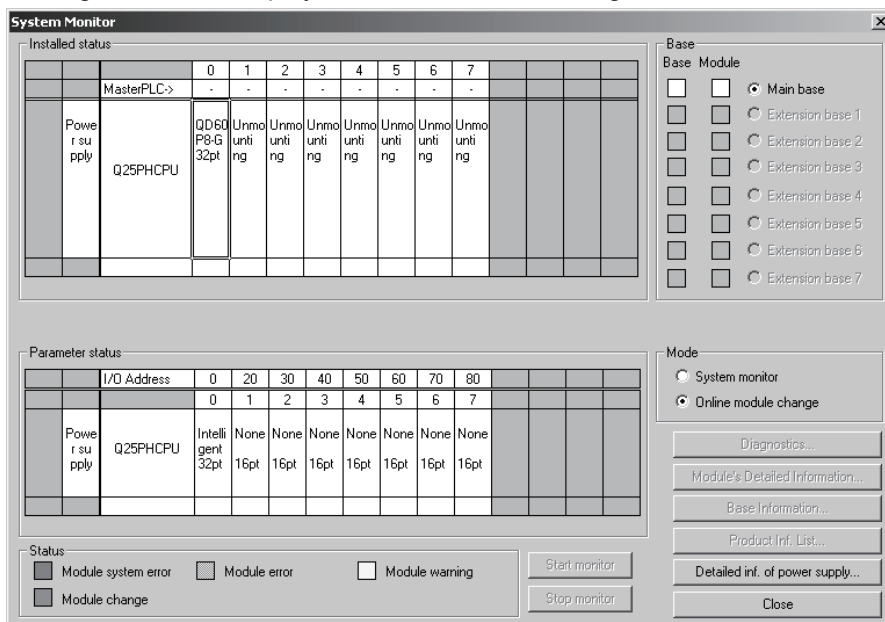 System Monitor
Installed status
0 1 2 3 4 5 6 7
MasterPLC-> - - - - - - - -
Powe
r su
pply
Q25PHCPU
QD60
P8-G
32pt
Unmo
unti
ng
Unmo
unti
ng
Unmo
unti
ng
Unmo
unti
ng
Unmo
unti
ng
Unmo
unti
ng
Unmo
unti
ng
Base
Base Module
Main base
Extension base 1
Extension base 2
Extension base 3
Extension base 4
Extension base 5
Extension base 6
Extension base 7
Parameter status
I/O Address 0 20 30 40 50 60 70 80
0 1 2 3 4 5 6 7
Powe
r su
pply
Q25PHCPU
Intelli
gent
32pt
None
16pt
None
16pt
None
16pt
None
16pt
None
16pt
None
16pt
None
16pt
Mode
System monitor
Online module change
Diagnostics...
Module's Detailed Information...
Base Information...
Product Inf. List...
Detailed inf. of power supply...
Close
Status
Module system error
Module error
Module warning
Module change
Start monitor
Stop monitor